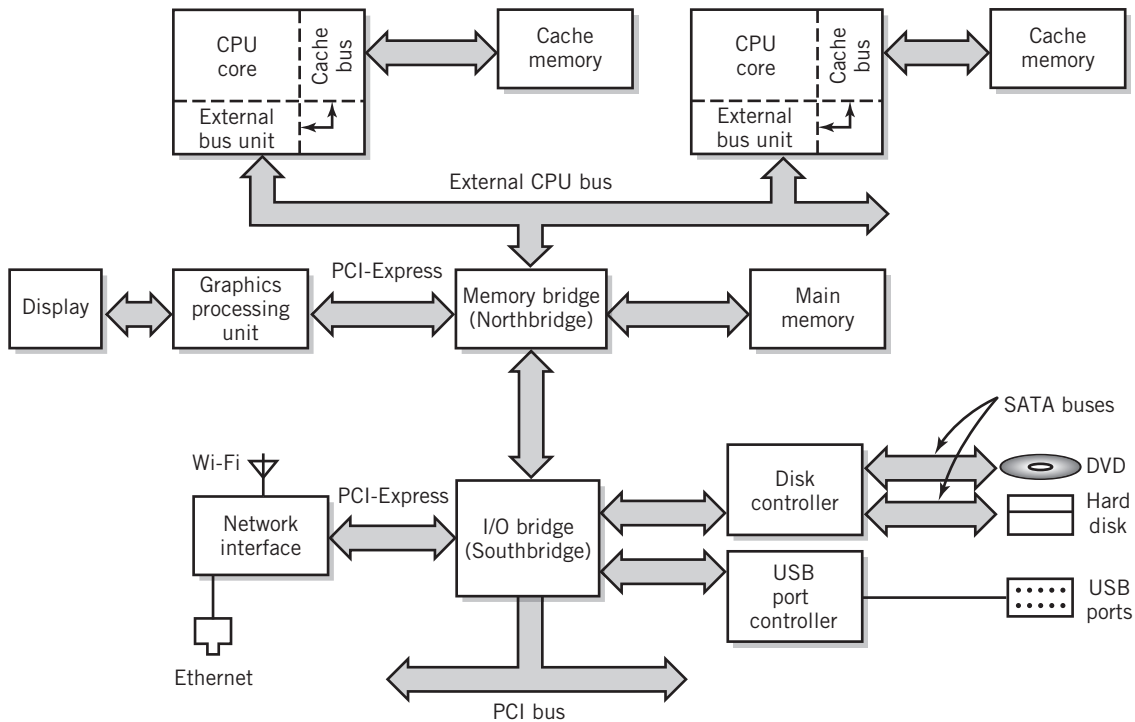 CPU
core
Cache
bus
External
bus unit
Cache
memory
CPU
core
Cache
bus
External
bus unit
Cache
memory
External CPU bus
Display
Graphics
processing
unit
PCI-Express
Memory bridge
(Northbridge)
Main
memory
SATA buses
Wi-Fi
PCI-Express
Network
interface
I/O bridge
(Southbridge)
Disk
controller
DVD
Hard
disk
USB
port
controller
USB
ports
Ethernet
PCI bus